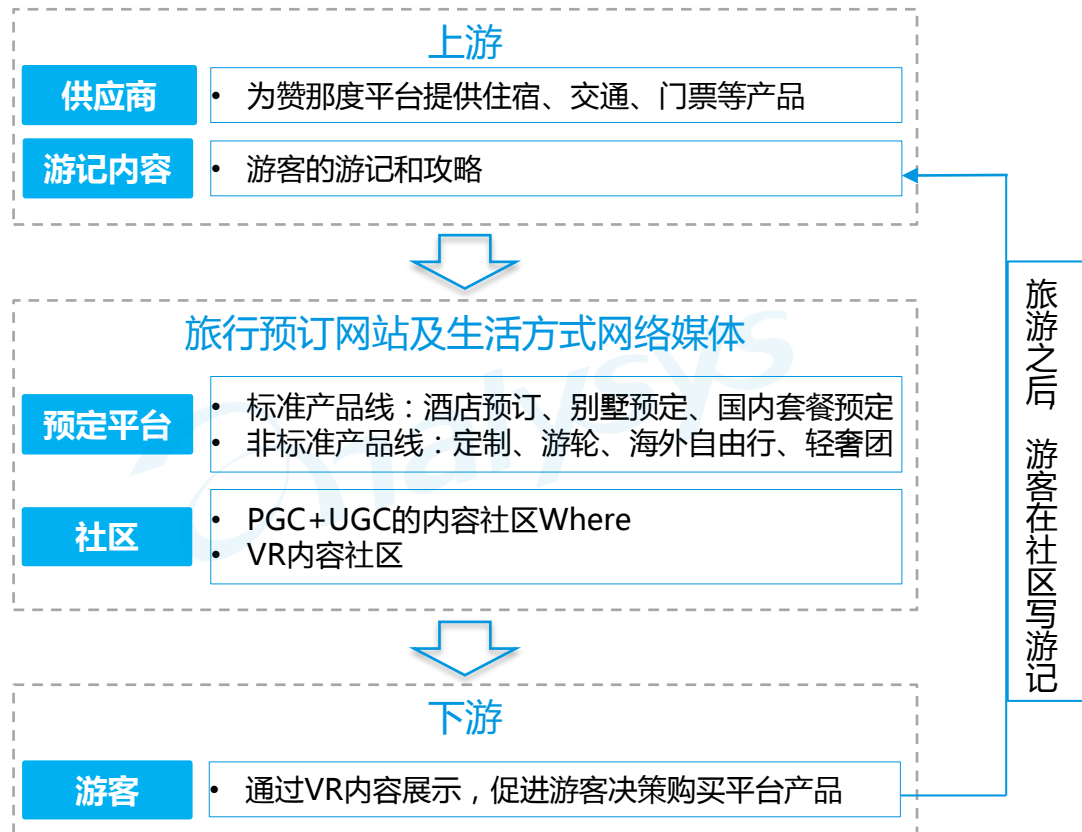 上游
供应商
• 为赞那度平台提供住宿、交通、门票等产品
游记内容
• 游客的游记和攻略
旅行预订网站及生活方式网络媒体
预定平台
• 标准产品线：酒店预订、别墅预定、国内套餐预定
• 非标准产品线：定制、游轮、海外自由行、轻奢团
社区
• PGC+UGC的内容社区Where
• VR内容社区
下游
游客
• 通过VR内容展示，促进游客决策购买平台产品
旅游之后，游客在社区写游记
analysys